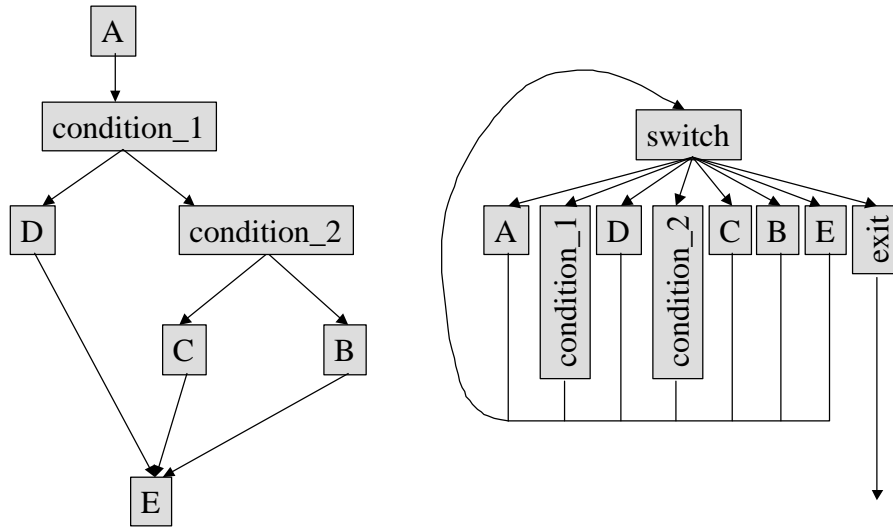 A
condition_1
D
condition_2
C
B
E
switch
A
condition_1
D
condition_2
C
B
E
exit